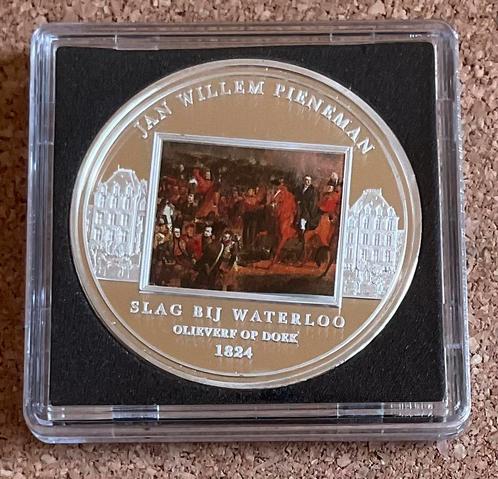 JAN WILLEM PIENEMAN
SLAG BIJ WATERLOO
OLIEVERF OP DOEK
1824